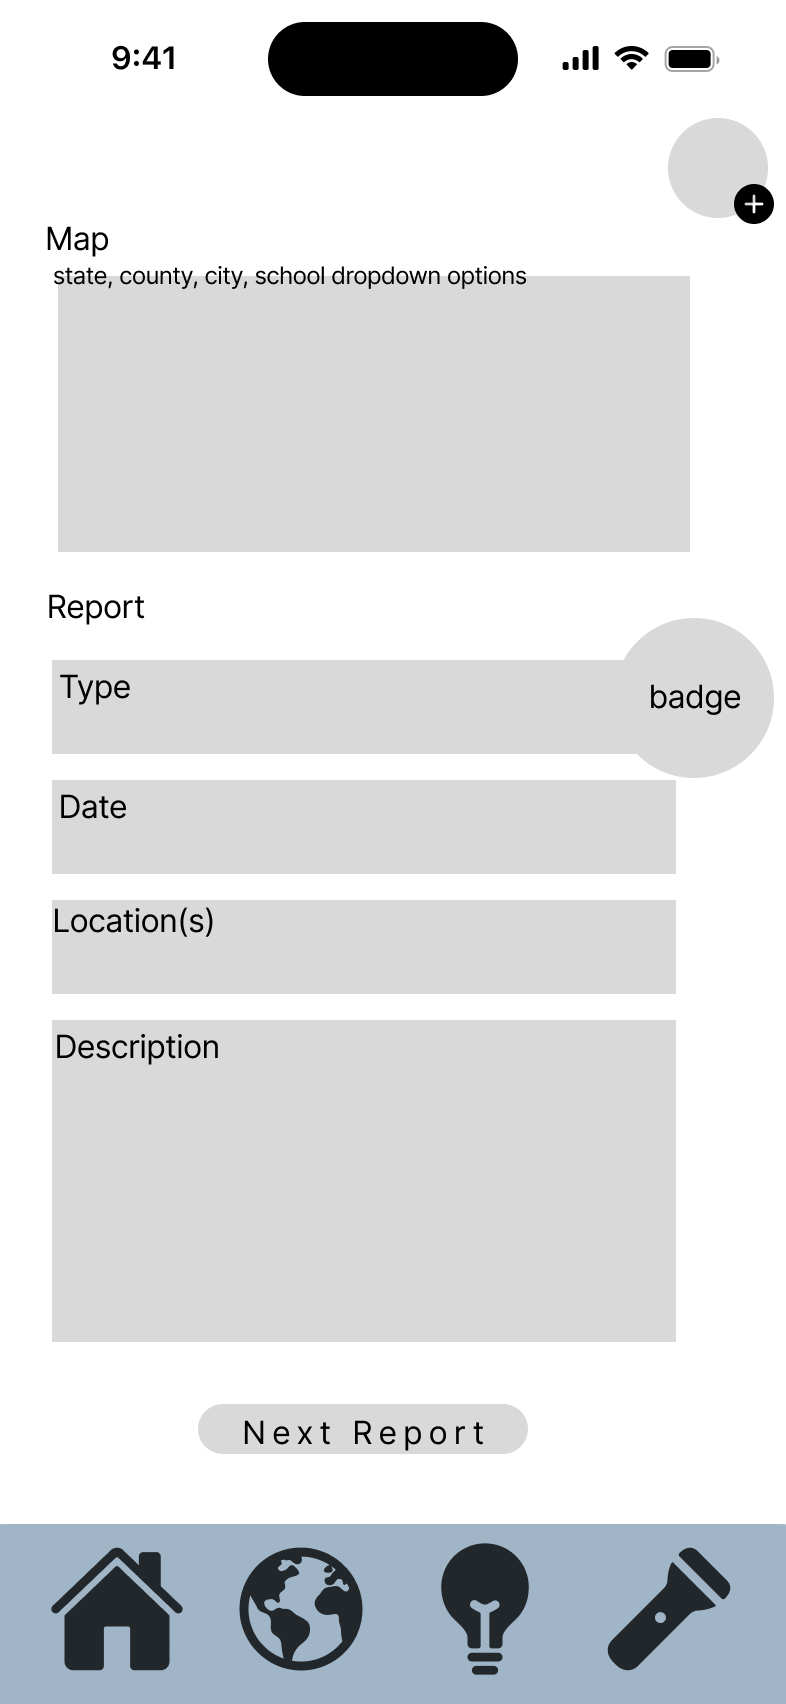 9:41
Map
state, county, city, school dropdown options
Report
Type
badge
Date
Location(s)
Description
Next Report